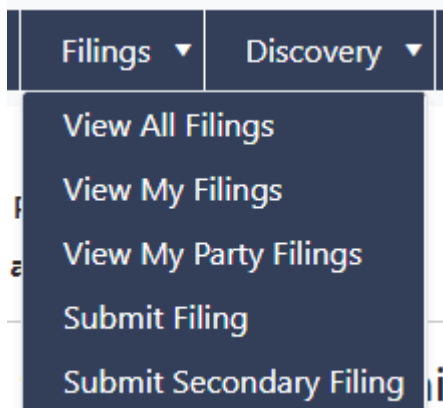 Filings ▼ Discovery ▼
View All Filings
View My Filings
View My Party Filings
Submit Filing
Submit Secondary Filing